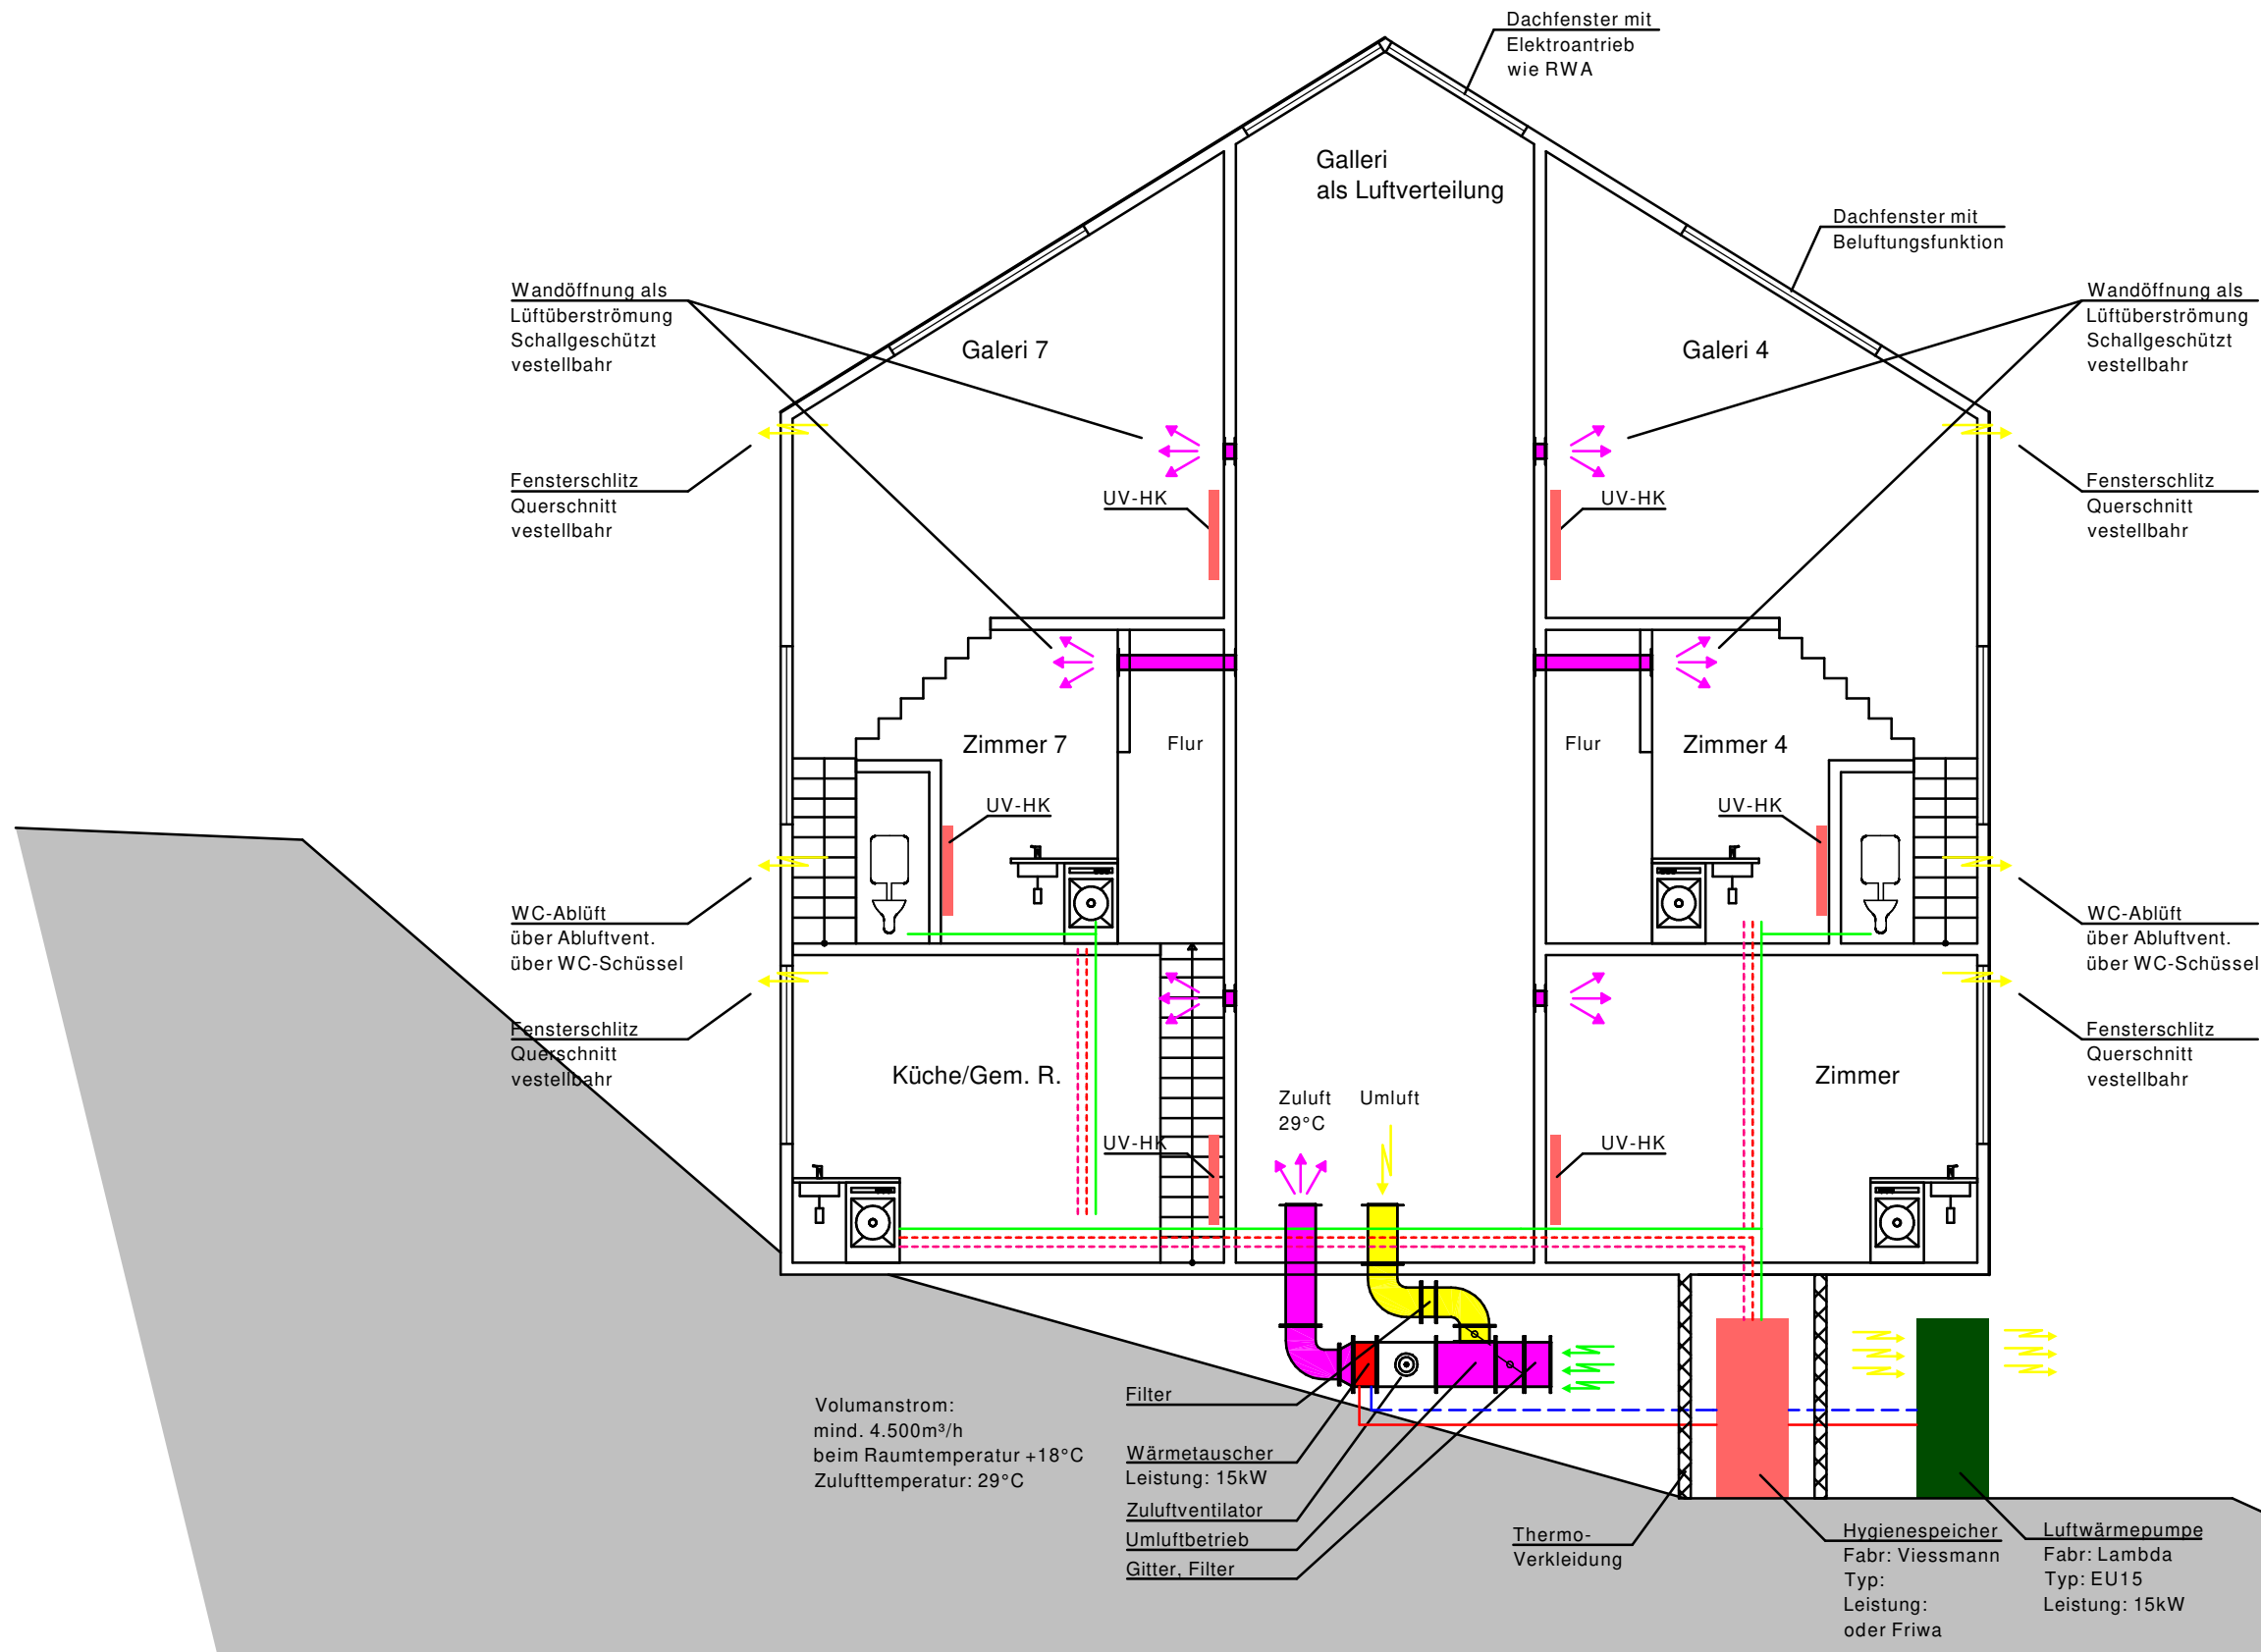 Dachfenster mit
Elektroantrieb
wie RWA
Galleri
als Luftverteilung
Dachfenster mit
Beluftungsfunktion
Wandöffnung als
Lüftüberströmung
Schallgeschützt
vestellbahr
Wandöffnung als
Lüftüberströmung
Schallgeschützt
vestellbahr
Galeri 7
Galeri 4
Fensterschlitz
Querschnitt
vestellbahr
UV-HK
UV-HK
Fensterschlitz
Querschnitt
vestellbahr
Zimmer 7
Flur
Flur
Zimmer 4
UV-HK
UV-HK
WC-Ablüft
über Abluftvent.
über WC-Schüssel
WC-Ablüft
über Abluftvent.
über WC-Schüssel
Fensterschlitz
Querschnitt
vestellbahr
Fensterschlitz
Querschnitt
vestellbahr
Küche/Gem. R.
Zimmer
Zuluft
29°C
Umluft
UV-HK
UV-HK
Volumanstrom:
mind. 4.500m³/h
beim Raumtemperatur +18°C
Zulufttemperatur: 29°C
Filter
Wärmetauscher
Leistung: 15kW
Zuluftventilator
Umluftbetrieb
Gitter, Filter
Thermo-
Verkleidung
Hygienespeicher
Fabr: Viessmann
Typ:
Leistung:
oder Friwa
Luftwärmepumpe
Fabr: Lambda
Typ: EU15
Leistung: 15kW